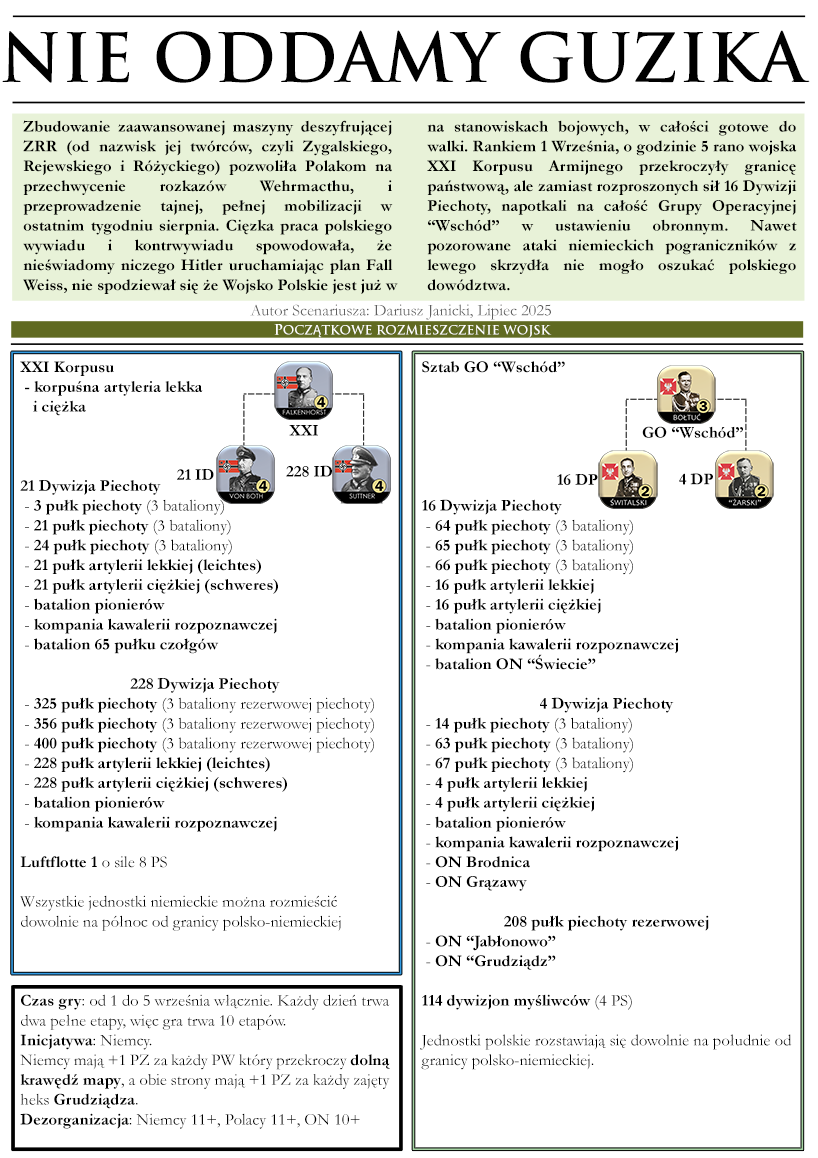 NIE ODDAMY GUZIKA
Zbudowanie zaawansowanej maszyny deszyfrującej
ZRR (od nazwisk jej twórców, czyli Zygalskiego,
Rejewskiego i Różyckiego) pozwoliła Polakom na
przechwycenie rozkazów Wehrmacthu, i
przeprowadzenie tajnej, pełnej mobilizacji w
ostatnim tygodniu sierpnia. Ciężka praca polskiego
wywiadu i kontrwywiadu spowodowała, że
nieświadomy niczego Hitler uruchamiając plan Fall
Weiss, nie spodziewał się że Wojsko Polskie jest już w
na stanowiskach bojowych, w całości gotowe do
walki. Rankiem 1 Września, o godzinie 5 rano wojska
XXI Korpusu Armijnego przekroczyły granicę
państwową, ale zamiast rozproszonych sił 16 Dywizji
Piechoty, napotkali na całość Grupy Operacyjnej
“Wschód” w ustawieniu obronnym. Nawet
pozorowane ataki niemieckich pograniczników z
lewego skrzydła nie mogło oszukać polskiego
dowództwa.
Autor Scenariusza: Dariusz Janicki, Lipiec 2025
Początkowe rozmieszczenie wojsk
XXI Korpusu
- korpuśna artyleria lekka
i ciężka
4
FALKENHORST
XXI
21 ID
4
VON BOTH
228 ID
4
SUTTNER
21 Dywizja Piechoty
- 3 pułk piechoty (3 bataliony)
- 21 pułk piechoty (3 bataliony)
- 24 pułk piechoty (3 bataliony)
- 21 pułk artylerii lekkiej (leichtes)
- 21 pułk artylerii ciężkiej (schweres)
- batalion pionierów
- kompania kawalerii rozpoznawczej
- batalion 65 pułku czołgów
228 Dywizja Piechoty
- 325 pułk piechoty (3 bataliony rezerwowej piechoty)
- 356 pułk piechoty (3 bataliony rezerwowej piechoty)
- 400 pułk piechoty (3 bataliony rezerwowej piechoty)
- 228 pułk artylerii lekkiej (leichtes)
- 228 pułk artylerii ciężkiej (schweres)
- batalion pionierów
- kompania kawalerii rozpoznawczej
Luftflotte 1 o sile 8 PS
Wszystkie jednostki niemieckie można rozmieścić
dowolnie na północ od granicy polsko-niemieckiej
Czas gry: od 1 do 5 września włącznie. Każdy dzień trwa
dwa pełne etapy, więc gra trwa 10 etapów.
Inicjatywa: Niemcy.
Niemcy mają +1 PZ za każdy PW który przekroczy dolną
krawędź mapy, a obie strony mają +1 PZ za każdy zajęty
heks Grudziądza.
Dezorganizacja: Niemcy 11+, Polacy 11+, ON 10+
Sztab GO “Wschód”
3
BOŁTUĆ
GO “Wschód”
16 DP
2
ŚWITALSKI
4 DP
2
“ŻARSKI”
16 Dywizja Piechoty
- 64 pułk piechoty (3 bataliony)
- 65 pułk piechoty (3 bataliony)
- 66 pułk piechoty (3 bataliony)
- 16 pułk artylerii lekkiej
- 16 pułk artylerii ciężkiej
- batalion pionierów
- kompania kawalerii rozpoznawczej
- batalion ON “Świecie”
4 Dywizja Piechoty
- 14 pułk piechoty (3 bataliony)
- 63 pułk piechoty (3 bataliony)
- 67 pułk piechoty (3 bataliony)
- 4 pułk artylerii lekkiej
- 4 pułk artylerii ciężkiej
- batalion pionierów
- kompania kawalerii rozpoznawczej
- ON Brodnica
- ON Grązawy
208 pułk piechoty rezerwowej
- ON “Jabłonowo”
- ON “Grudziądz”
114 dywizjon myśliwców (4 PS)
Jednostki polskie rozstawiają się dowolnie na południe od
granicy polsko-niemieckiej.